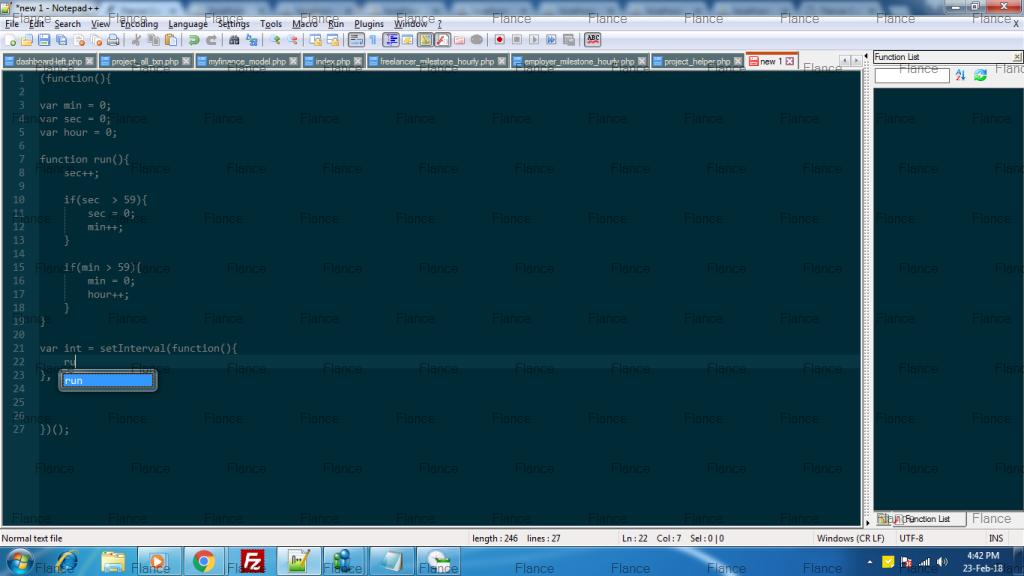 *new 1 - Notepad++
File Edit Search View Encoding Language Settings Tools Macro Run Plugins Window ? X
dashboard-left.php project_all_txn.php myfinance_model.php index.php freelancer_milestone_hourly.php employer_milestone_hourly.php project_helper.php new 1
Function List
1 (function(){
2
3 var min = 0;
4 var sec = 0;
5 var hour = 0;
6
7 function run(){
8 sec++;
9
10 if(sec > 59){
11 sec = 0;
12 min++;
13 }
14
15 if(min > 59){
16 min = 0;
17 hour++;
18 }
19 }
20
21 var int = setInterval(function(){
22 ru
run
23 },
24
25
26
27 })();
Function List
Normal text file length : 246 lines : 27 Ln : 22 Col : 7 Sel : 0 | 0 Windows (CR LF) UTF-8 INS
4:42 PM
23-Feb-18
Flance